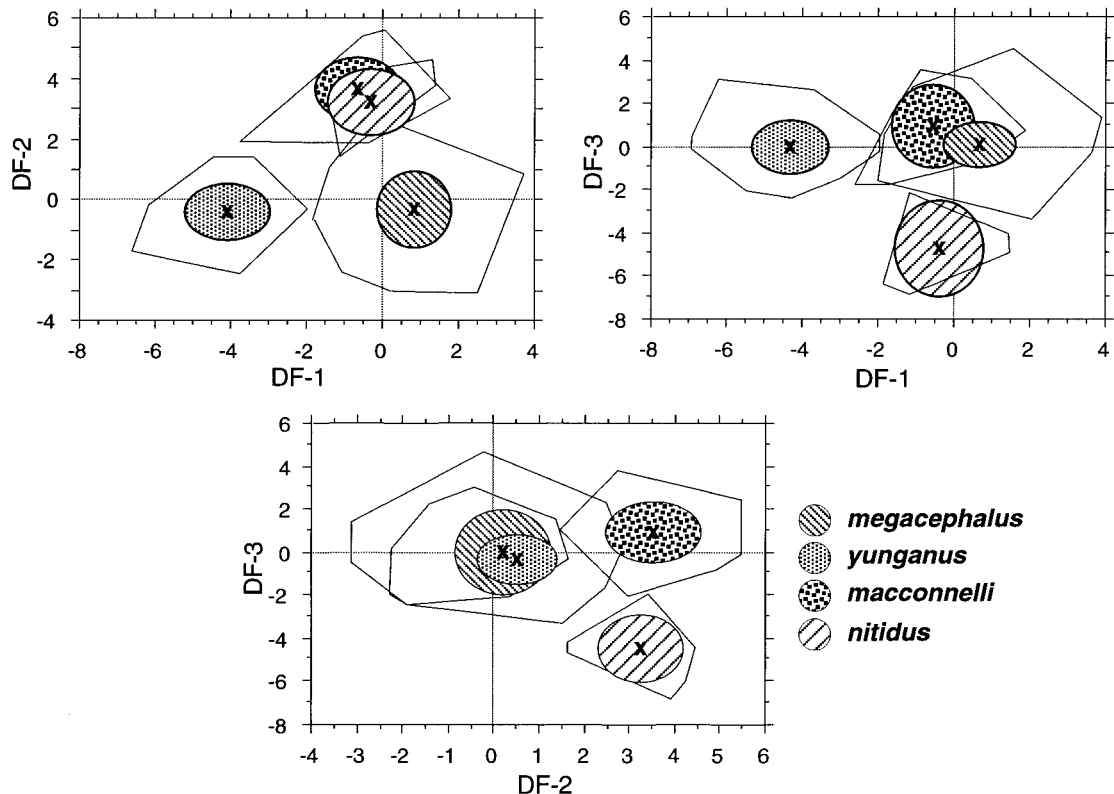 6
4
2
0
-2
-4
DF-2
-8 -6 -4 -2 0 2 4
DF-1
6
4
2
0
-2
-4
-6
-8
DF-3
-8 -6 -4 -2 0 2 4
DF-1
6
4
2
0
-2
-4
-6
-8
DF-3
-4 -3 -2 -1 0 1 2 3 4 5 6
DF-2
X
X
X
X
X
X
X
X
X
X
X
X
megacephalus
yunganus
macconnelli
nitidus